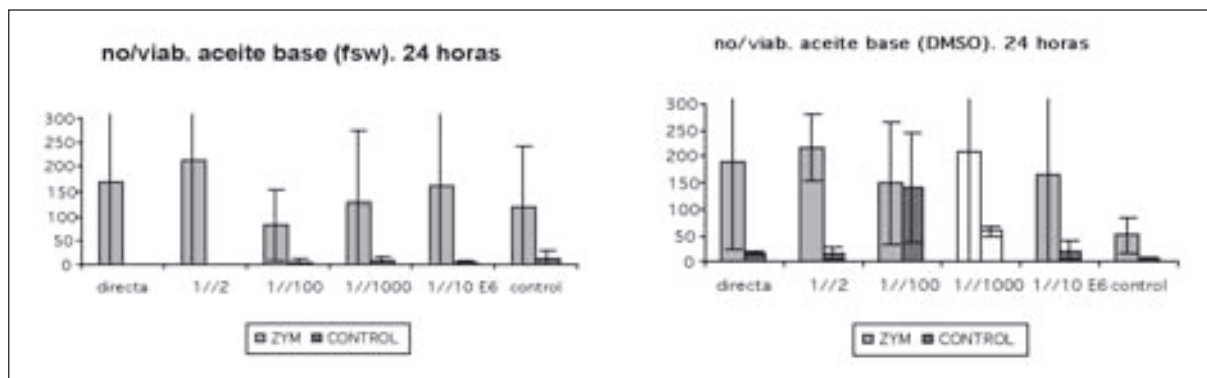 no/viab. aceite base (fsw). 24 horas
300
250
200
150
100
50
0
directa 1//2 1//100 1//1000 1//10 E6 control
ZYM CONTROL
no/viab. aceite base (DMSO). 24 horas
300
250
200
150
100
50
0
directa 1//2 1//100 1//1000 1//10 E6 control
ZYM CONTROL